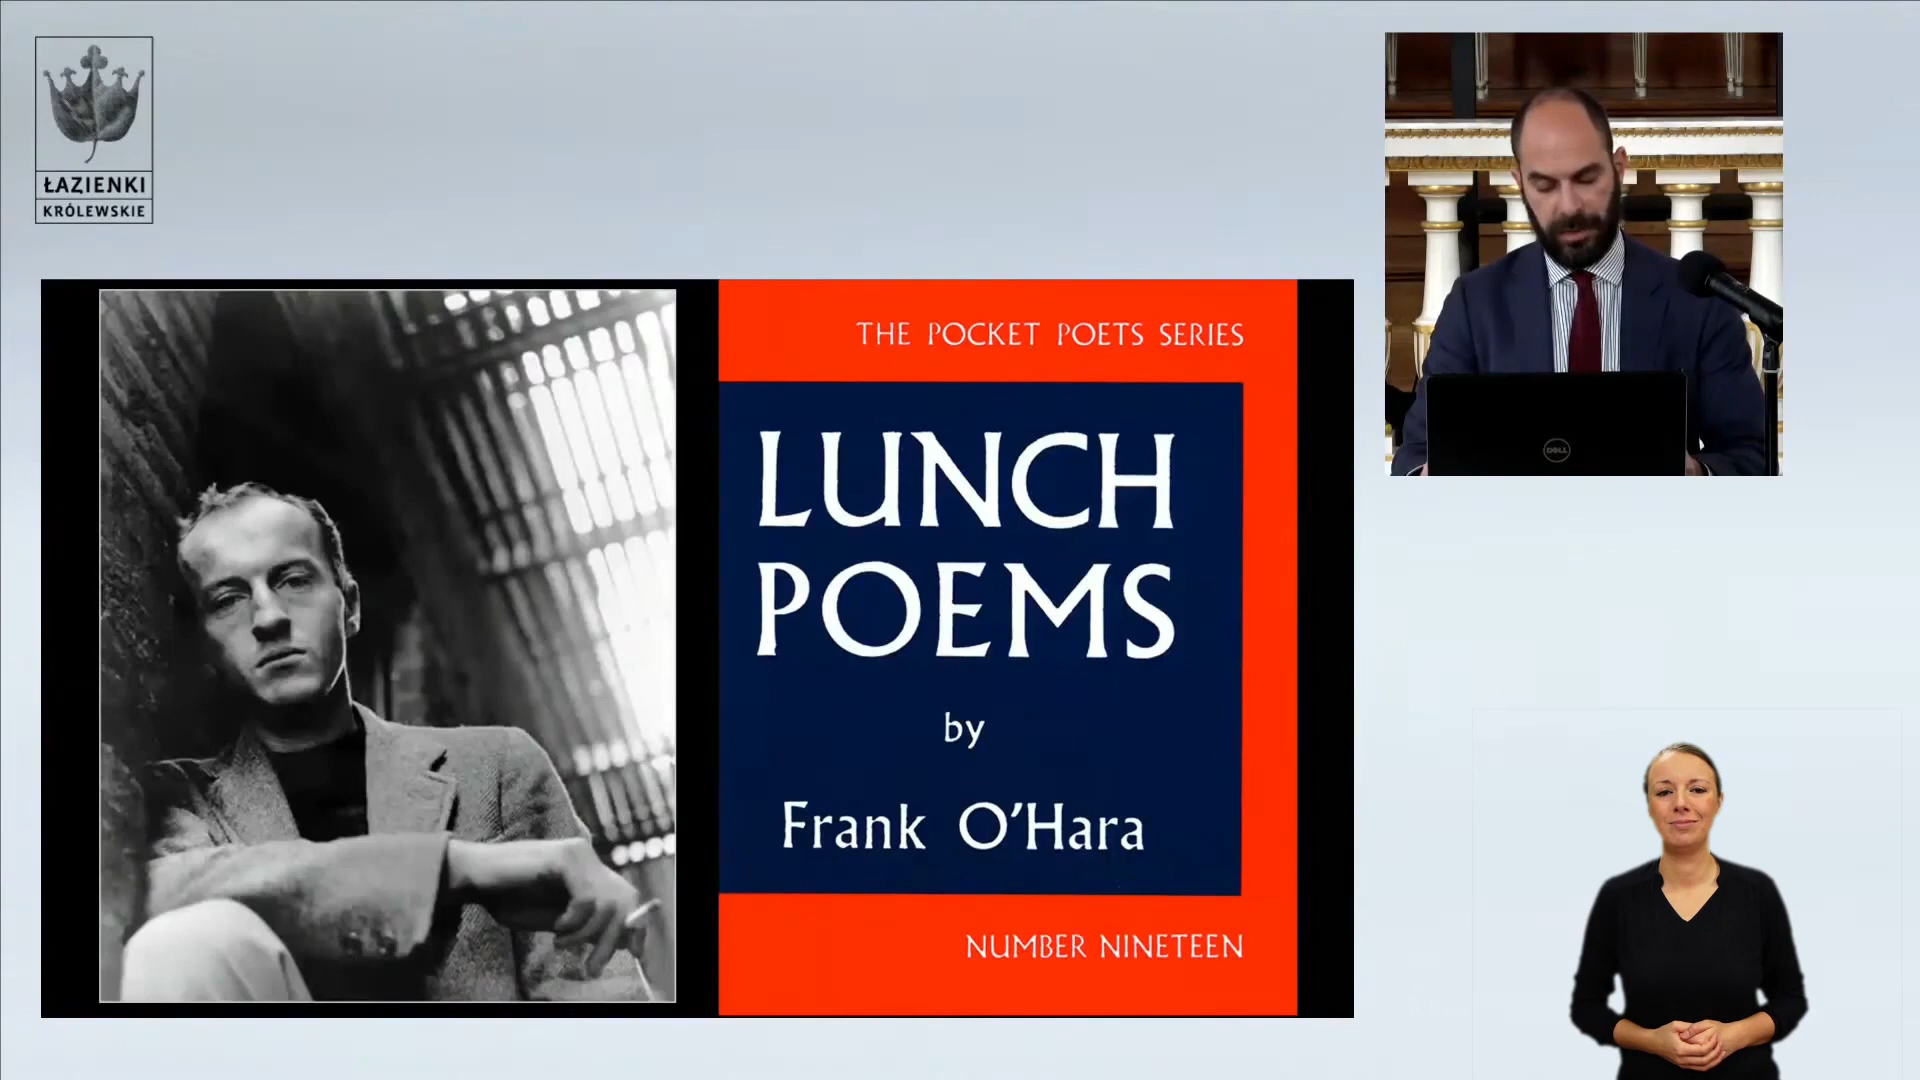 ŁAZIENKI
KRÓLEWSKIE
THE POCKET POETS SERIES
LUNCH
POEMS
by
Frank O'Hara
NUMBER NINETEEN
DELL